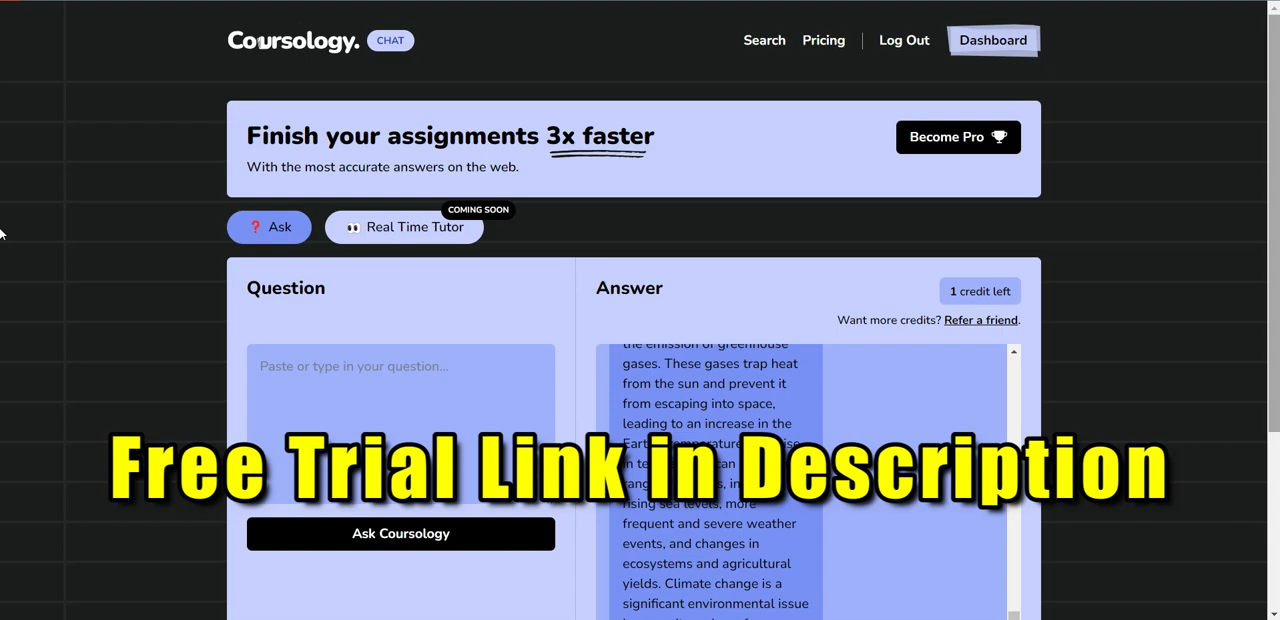 Coursology. CHAT
Search Pricing Log Out Dashboard
Finish your assignments 3x faster
With the most accurate answers on the web.
Become Pro
COMING SOON
❓ Ask
👀 Real Time Tutor
Question
Paste or type in your question...
Ask Coursology
Answer
1 credit left
Want more credits? Refer a friend.
the emission of greenhouse
gases. These gases trap heat
from the sun and prevent it
from escaping into space,
leading to an increase in the
rising sea levels, more
frequent and severe weather
events, and changes in
ecosystems and agricultural
yields. Climate change is a
significant environmental issue
Free Trial Link in Description